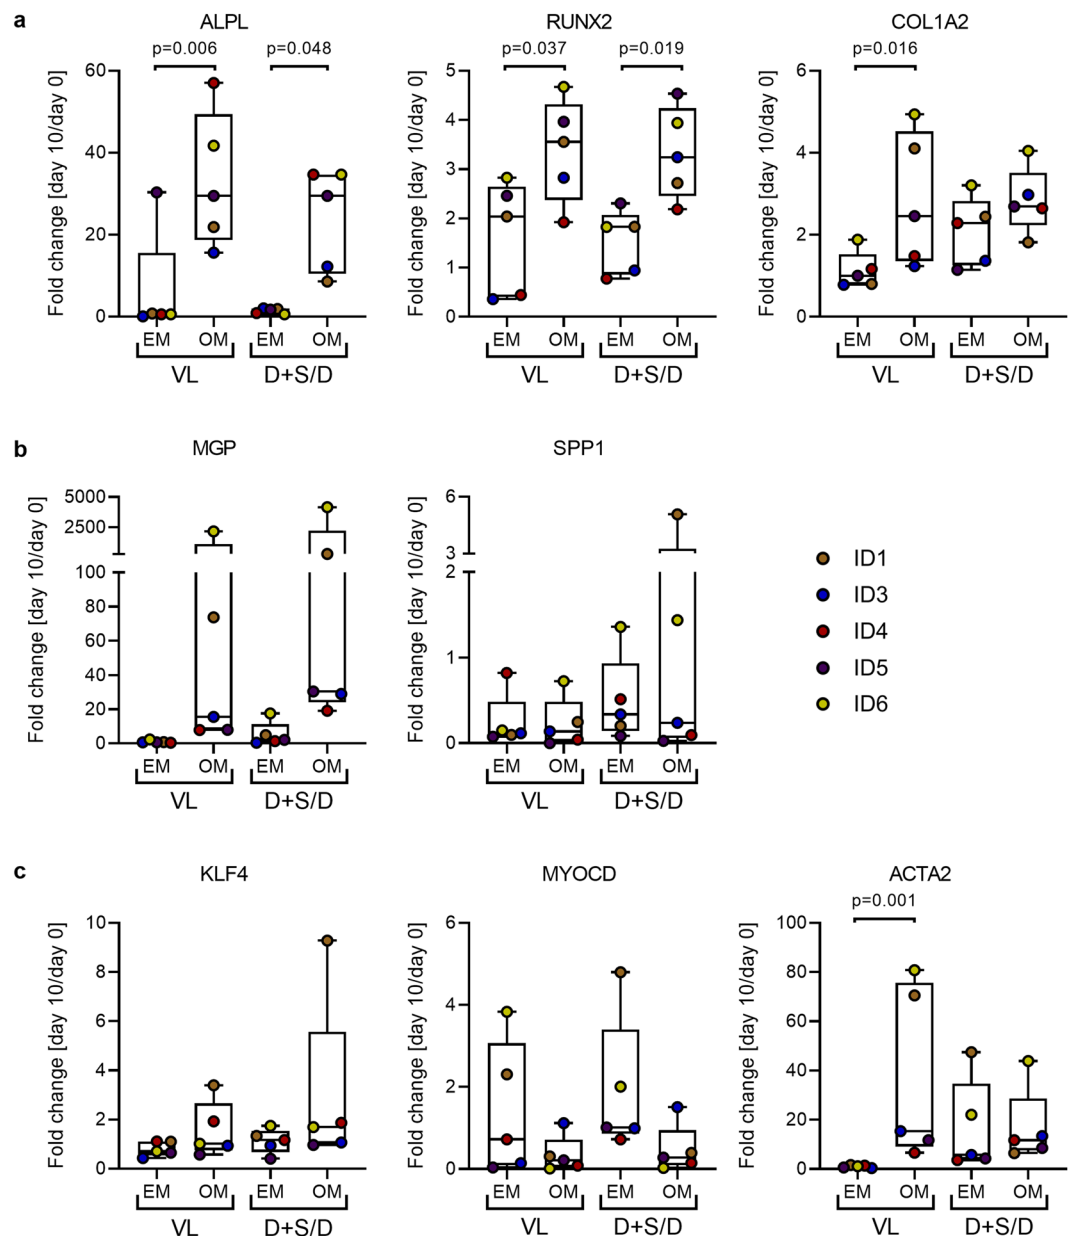 a
ALPL
RUNX2
COL1A2
p=0.006
p=0.048
p=0.037
p=0.019
p=0.016
Fold change [day 10/day 0]
60
40
20
0
EM
OM
EM
OM
VL
D+S/D
Fold change [day 10/day 0]
5
4
3
2
1
0
EM
OM
EM
OM
VL
D+S/D
Fold change [day 10/day 0]
6
4
2
0
EM
OM
EM
OM
VL
D+S/D
b
MGP
SPP1
Fold change [day 10/day 0]
5000
2500
100
80
60
40
20
0
EM
OM
EM
OM
VL
D+S/D
Fold change [day 10/day 0]
6
3
2
1
0
EM
OM
EM
OM
VL
D+S/D
ID1
ID3
ID4
ID5
ID6
c
KLF4
MYOCD
ACTA2
p=0.001
Fold change [day 10/day 0]
10
8
6
4
2
0
EM
OM
EM
OM
VL
D+S/D
Fold change [day 10/day 0]
6
4
2
0
EM
OM
EM
OM
VL
D+S/D
Fold change [day 10/day 0]
100
80
60
40
20
0
EM
OM
EM
OM
VL
D+S/D